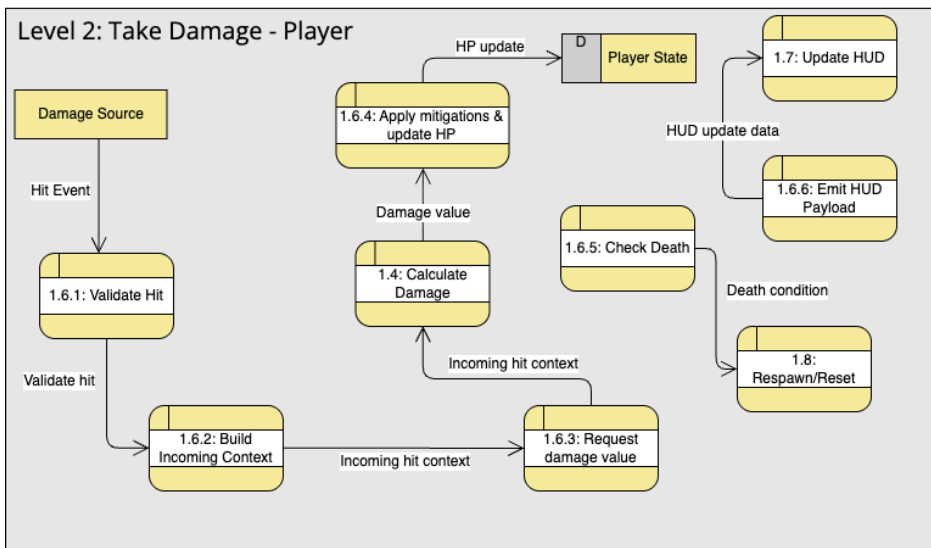 Level 2: Take Damage - Player
HP update
D
Player State
1.7: Update HUD
Damage Source
1.6.4: Apply mitigations &
update HP
HUD update data
Hit Event
1.6.6: Emit HUD
Payload
Damage value
1.6.5: Check Death
1.6.1: Validate Hit
1.4: Calculate
Damage
Death condition
Validate hit
Incoming hit context
1.8:
Respawn/Reset
1.6.2: Build
Incoming Context
Incoming hit context
1.6.3: Request
damage value